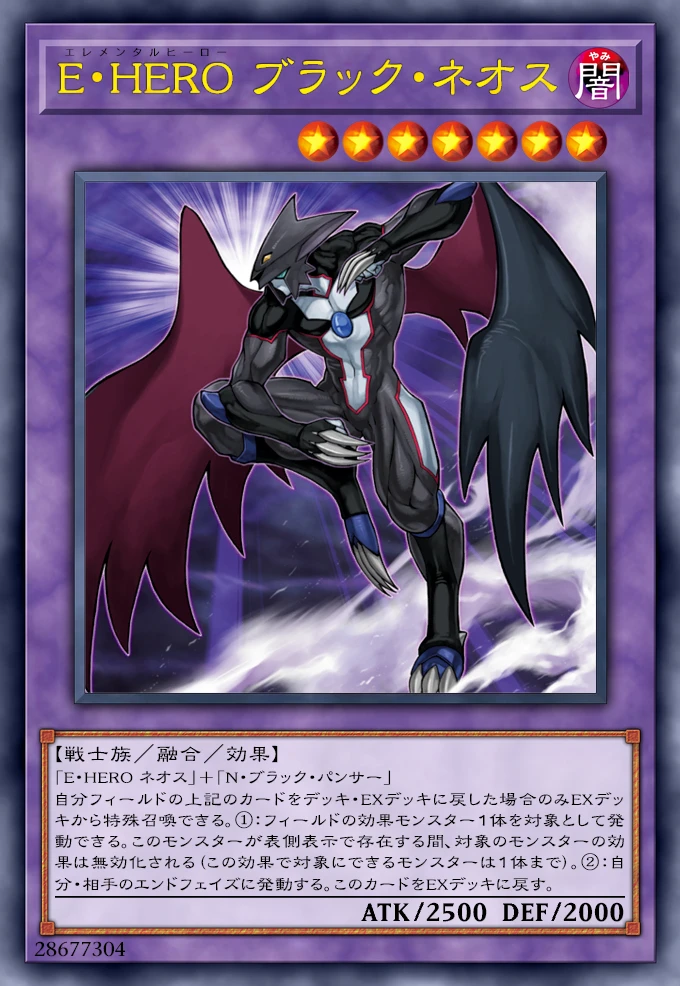 エレメンタルヒーロー
E・HERO ブラック・ネオス
やみ
闇
【戦士族／融合／効果】
「E・HERO ネオス」＋「N・ブラック・パンサー」
自分フィールドの上記のカードをデッキ・EXデッキに戻した場合のみEXデッ
キから特殊召喚できる。①：フィールドの効果モンスター１体を対象として発
動できる。このモンスターが表側表示で存在する間、対象のモンスターの効
果は無効化される（この効果で対象にできるモンスターは１体まで）。②：自
分・相手のエンドフェイズに発動する。このカードをEXデッキに戻す。
ATK/2500 DEF/2000
28677304